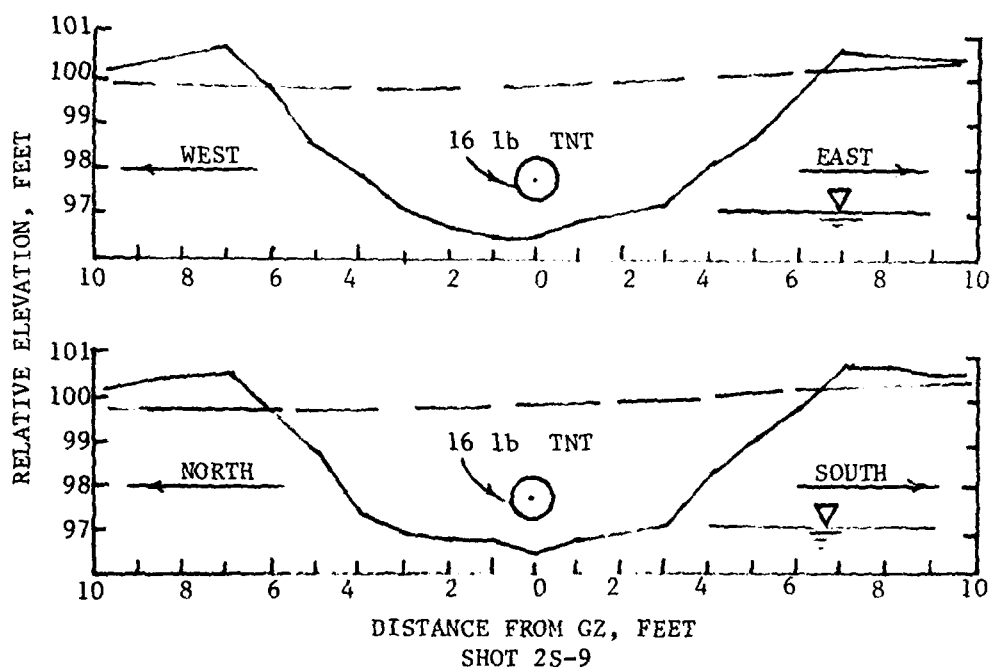 RELATIVE ELEVATION, FEET
101
100
99
98
97
16 lb TNT
WEST
EAST
10 8 6 4 2 0 2 4 6 8 10
101
100
99
98
97
16 lb TNT
NORTH
SOUTH
10 8 6 4 2 0 2 4 6 8 10
DISTANCE FROM GZ, FEET
SHOT 2S-9